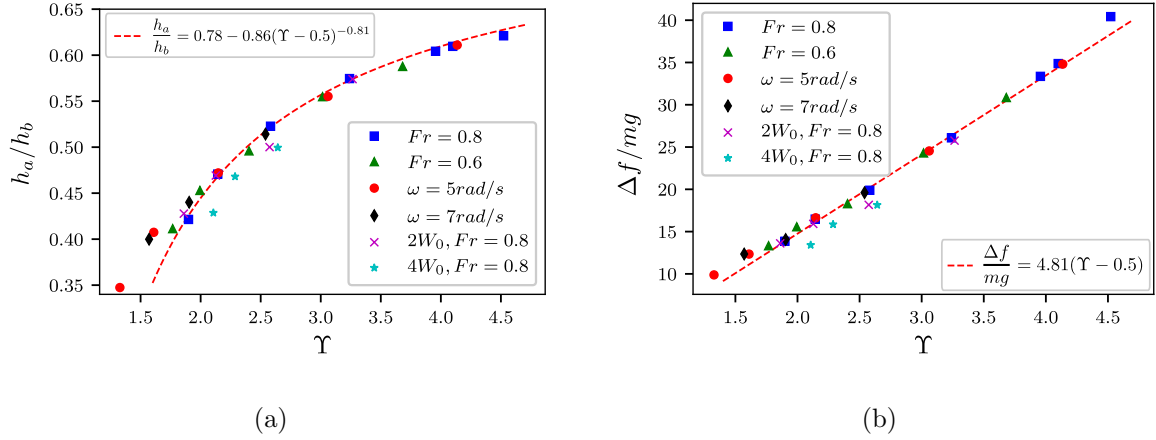 h_a/h_b
0.65
0.60
0.55
0.50
0.45
0.40
0.35
h_a/h_b = 0.78 − 0.86(ϒ − 0.5)^{−0.81}
Fr = 0.8
Fr = 0.6
ω = 5rad/s
ω = 7rad/s
2W_0, Fr = 0.8
4W_0, Fr = 0.8
1.5 2.0 2.5 3.0 3.5 4.0 4.5
ϒ
(a)
Δf/mg
40
35
30
25
20
15
10
Fr = 0.8
Fr = 0.6
ω = 5rad/s
ω = 7rad/s
2W_0, Fr = 0.8
4W_0, Fr = 0.8
Δf/mg = 4.81(ϒ − 0.5)
1.5 2.0 2.5 3.0 3.5 4.0 4.5
ϒ
(b)